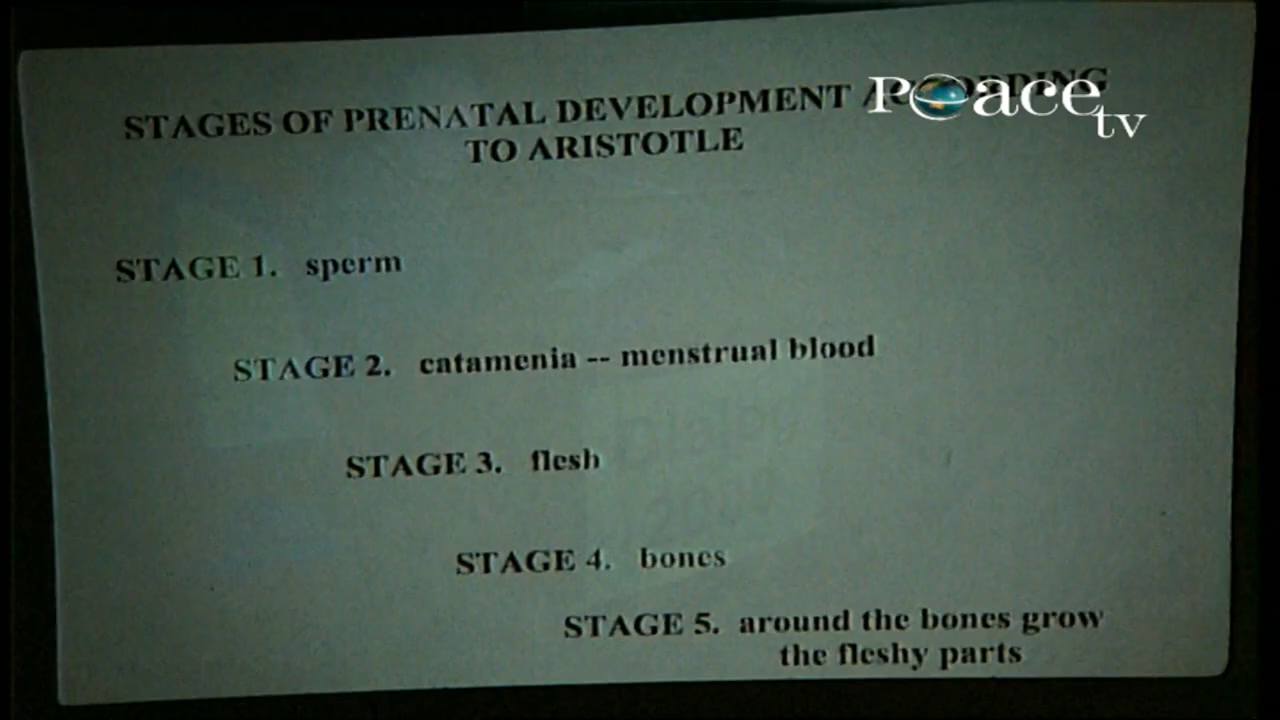 STAGES OF PRENATAL DEVELOPMENT ACCORDING
TO ARISTOTLE
Peace
tv
STAGE 1. sperm
STAGE 2. catamenia -- menstrual blood
STAGE 3. flesh
STAGE 4. bones
STAGE 5. around the bones grow
the fleshy parts